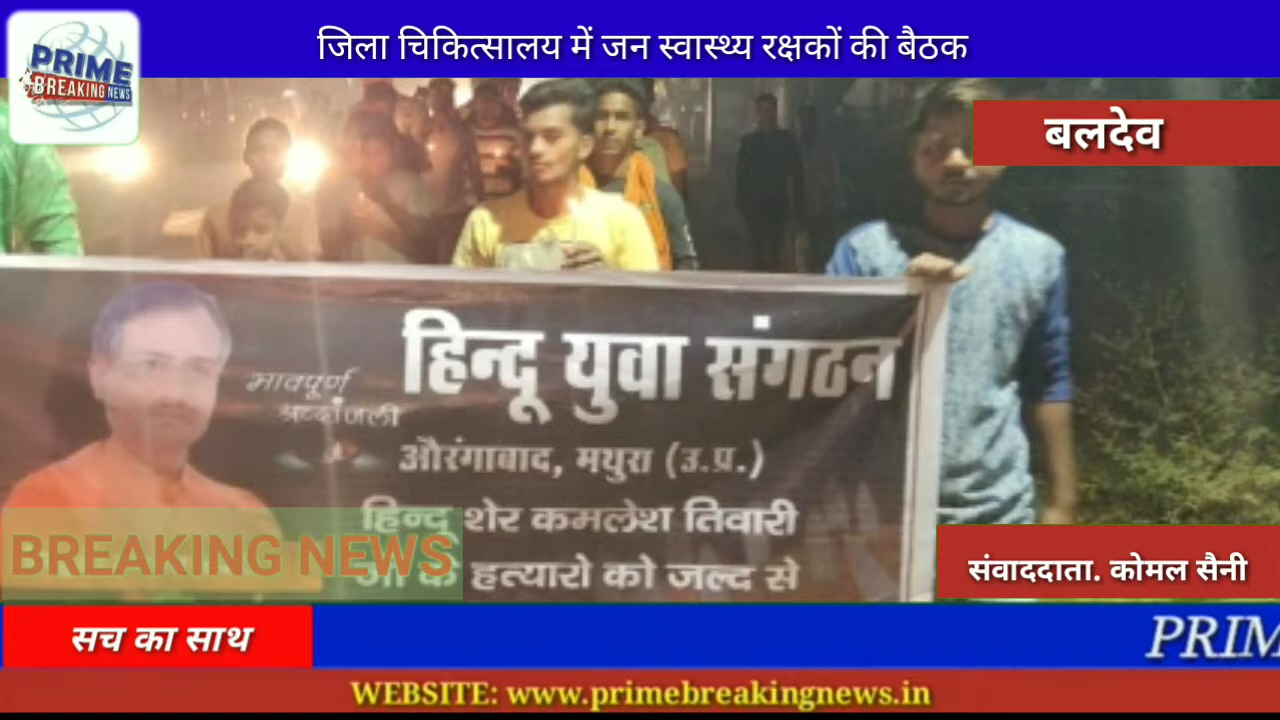 जिला चिकित्सालय में जन स्वास्थ्य रक्षकों की बैठक
PRIME
BREAKING NEWS
बलदेव
हिन्दू युवा संगठन
भावपूर्ण
श्रध्दांजली
औरंगाबाद, मथुरा (उ.प्र.)
हिन्दू शेर कमलेश तिवारी
जी के हत्यारो को जल्द से
BREAKING NEWS
संवाददाता. कोमल सैनी
सच का साथ
PRIM
WEBSITE: www.primebreakingnews.in